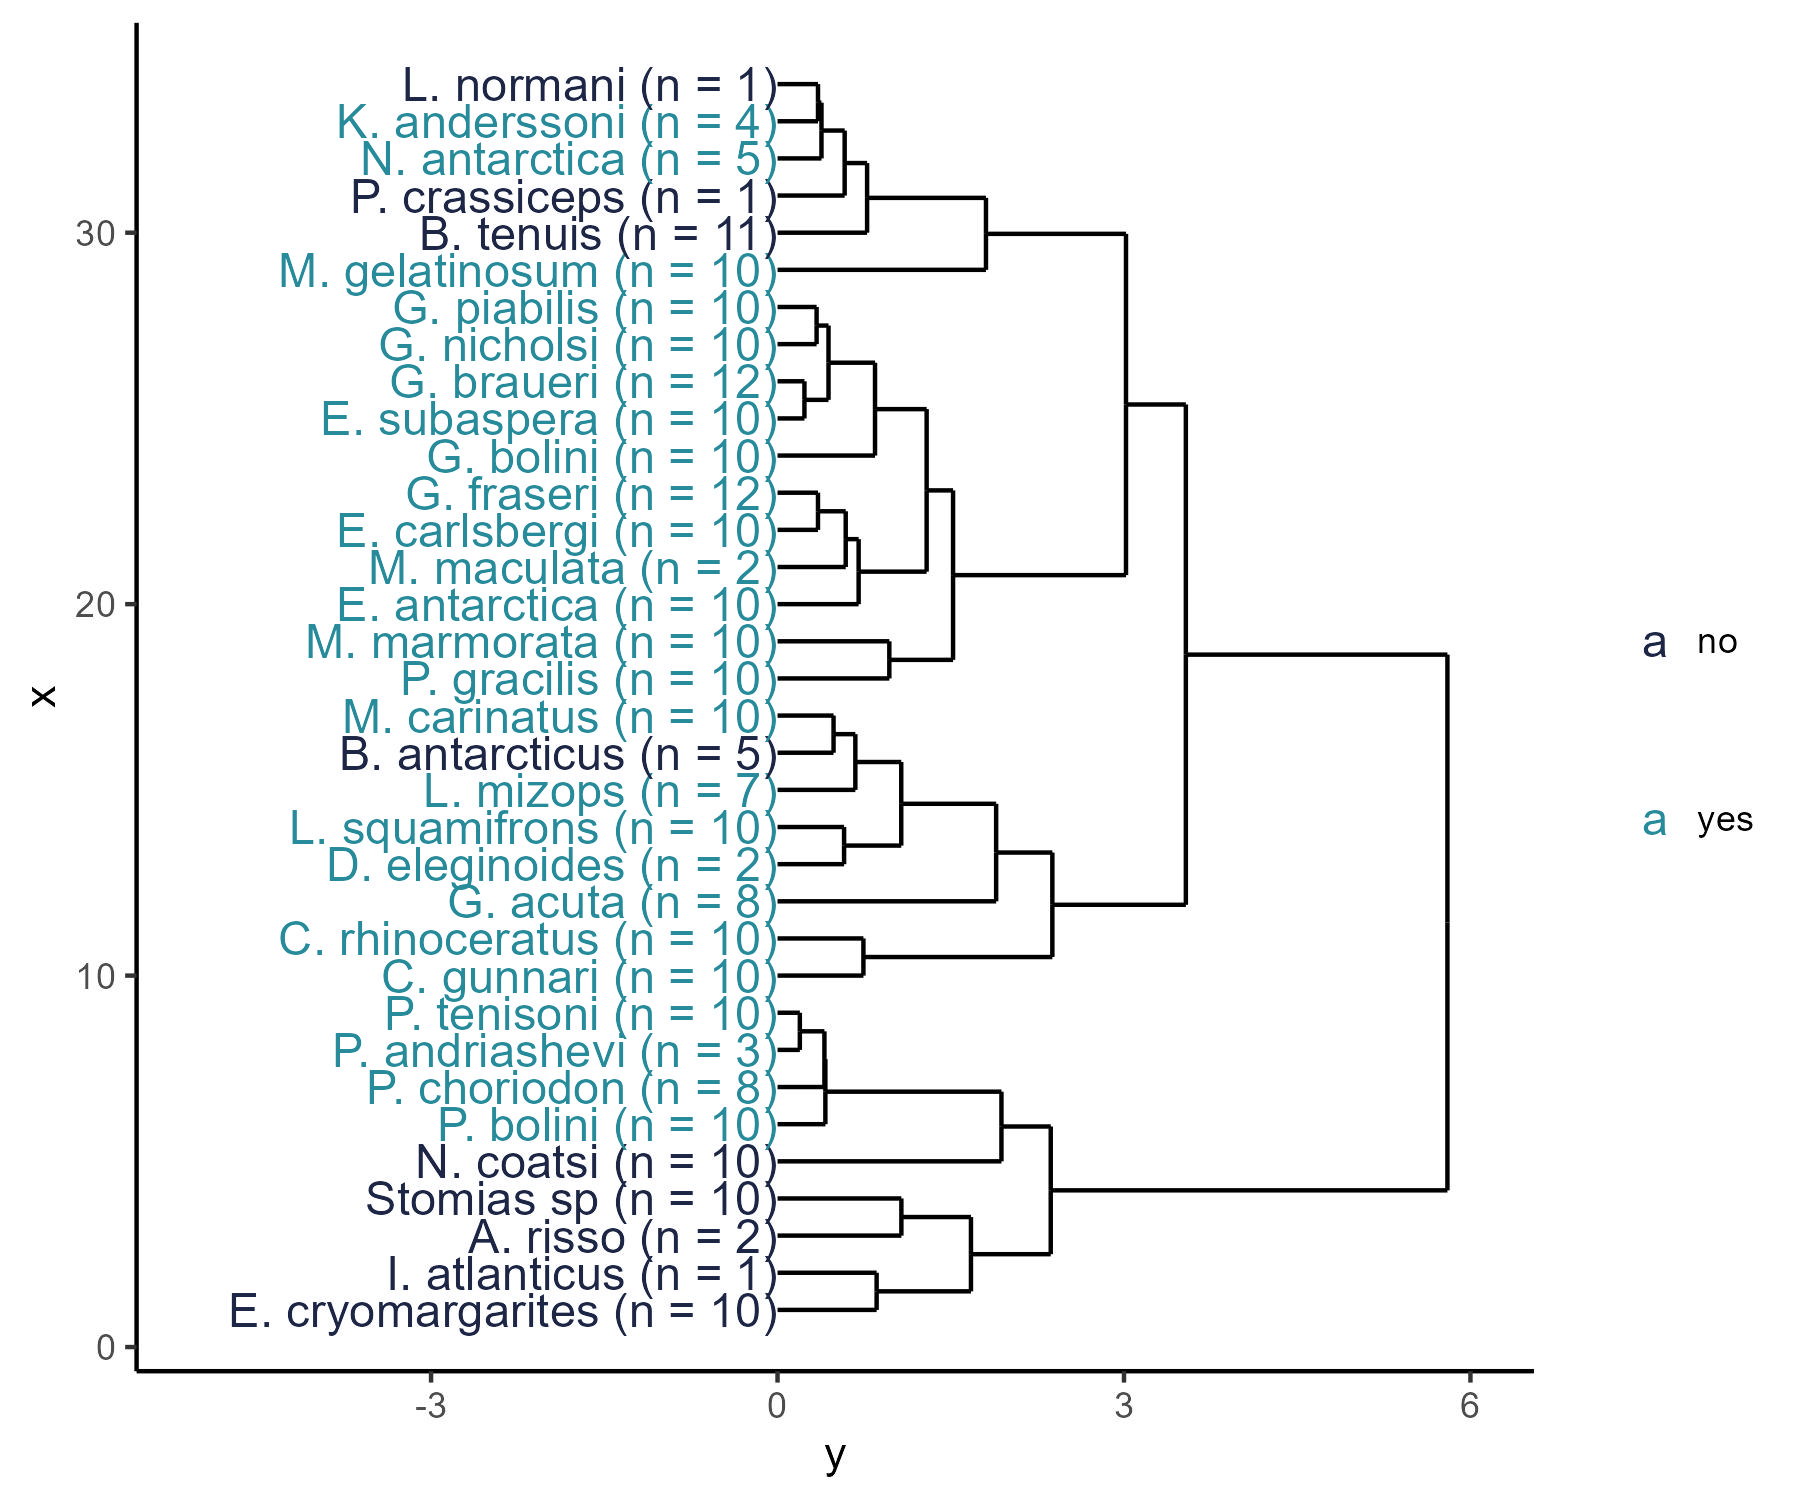 L. normani (n = 1)
K. anderssoni (n = 4)
N. antarctica (n = 5)
P. crassiceps (n = 1)
B. tenuis (n = 11)
M. gelatinosum (n = 10)
G. piabilis (n = 10)
G. nicholsi (n = 10)
G. braueri (n = 12)
E. subaspera (n = 10)
G. bolini (n = 10)
G. fraseri (n = 12)
E. carlsbergi (n = 10)
M. maculata (n = 2)
E. antarctica (n = 10)
M. marmorata (n = 10)
P. gracilis (n = 10)
M. carinatus (n = 10)
B. antarcticus (n = 5)
L. mizops (n = 7)
L. squamifrons (n = 10)
D. eleginoides (n = 2)
G. acuta (n = 8)
C. rhinoceratus (n = 10)
C. gunnari (n = 10)
P. tenisoni (n = 10)
P. andriashevi (n = 3)
P. choriodon (n = 8)
P. bolini (n = 10)
N. coatsi (n = 10)
Stomias sp (n = 10)
A. risso (n = 2)
I. atlanticus (n = 1)
E. cryomargarites (n = 10)
30
20
10
0
x
-3 0 3 6
y
a no
a yes